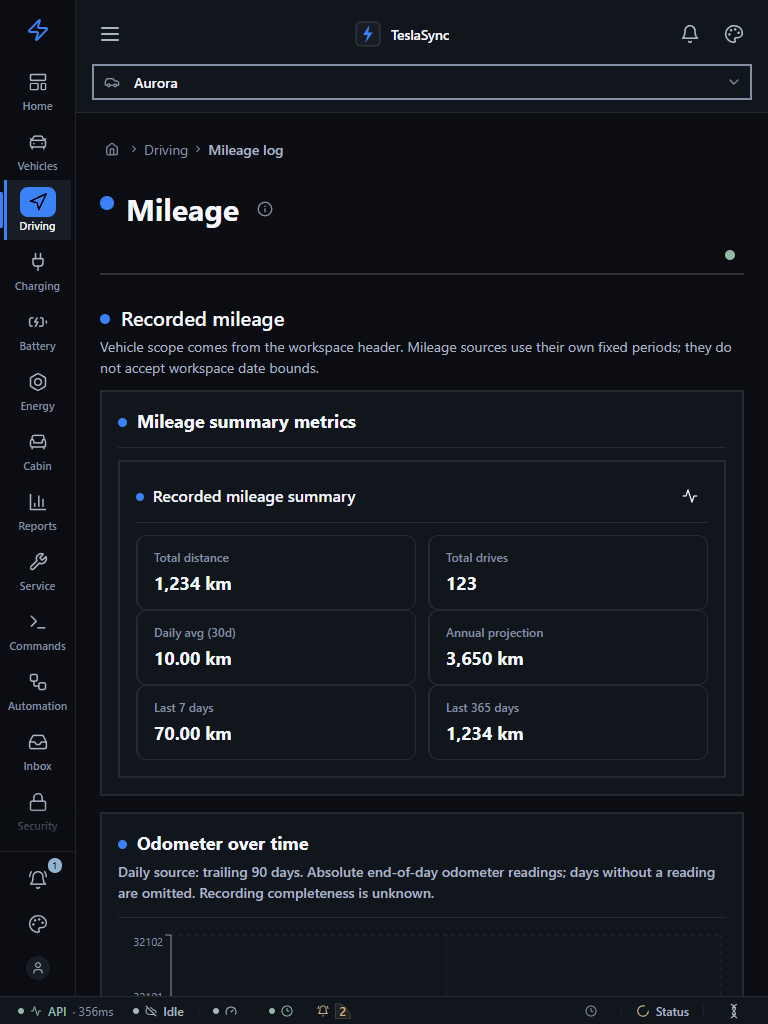 TeslaSync
Aurora
Home
Vehicles
Driving
Charging
Battery
Energy
Cabin
Reports
Service
Commands
Automation
Inbox
Security
1
Driving
Mileage log
Mileage
Recorded mileage
Vehicle scope comes from the workspace header. Mileage sources use their own fixed periods; they do
not accept workspace date bounds.
Mileage summary metrics
Recorded mileage summary
Total distance
1,234 km
Total drives
123
Daily avg (30d)
10.00 km
Annual projection
3,650 km
Last 7 days
70.00 km
Last 365 days
1,234 km
Odometer over time
Daily source: trailing 90 days. Absolute end-of-day odometer readings; days without a reading
are omitted. Recording completeness is unknown.
32102
32101
API · 356ms
Idle
2
Status